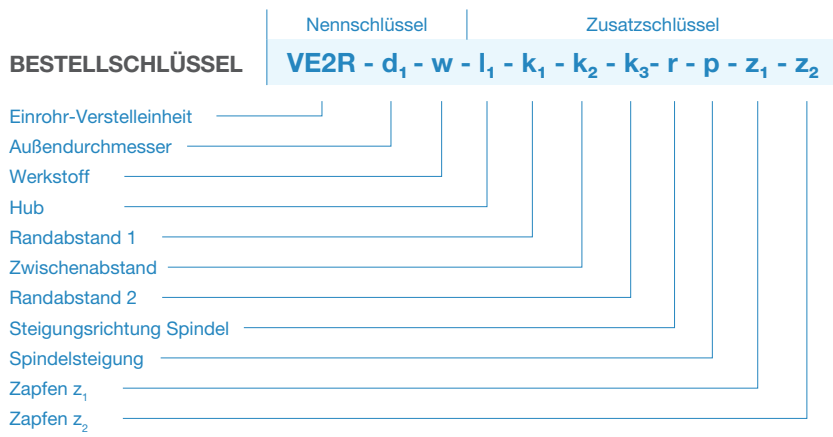 Nennschlüssel Zusatzschlüssel
BESTELLSCHLÜSSEL VE2R - d₁ - w - l₁ - k₁ - k₂ - k₃- r - p - z₁ - z₂
Einrohr-Verstelleinheit
Außendurchmesser
Werkstoff
Hub
Randabstand 1
Zwischenabstand
Randabstand 2
Steigungsrichtung Spindel
Spindelsteigung
Zapfen z₁
Zapfen z₂